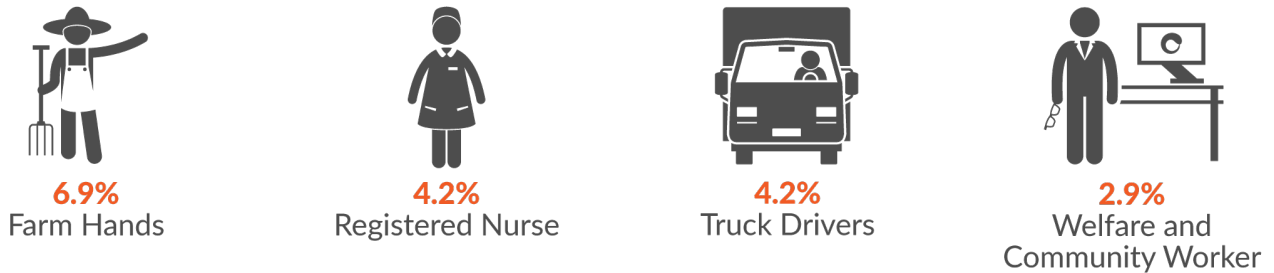 6.9%
Farm Hands
4.2%
Registered Nurse
4.2%
Truck Drivers
2.9%
Welfare and
Community Worker